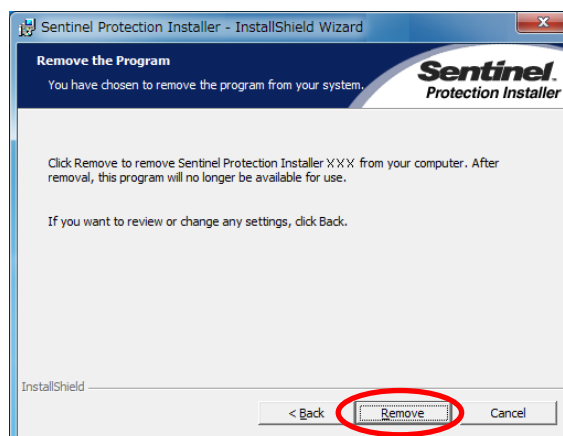 Sentinel Protection Installer - InstallShield Wizard
Remove the Program
You have chosen to remove the program from your system.
Sentinel.
Protection Installer
Click Remove to remove Sentinel Protection Installer XXX from your computer. After
removal, this program will no longer be available for use.
If you want to review or change any settings, click Back.
InstallShield
< Back
Remove
Cancel